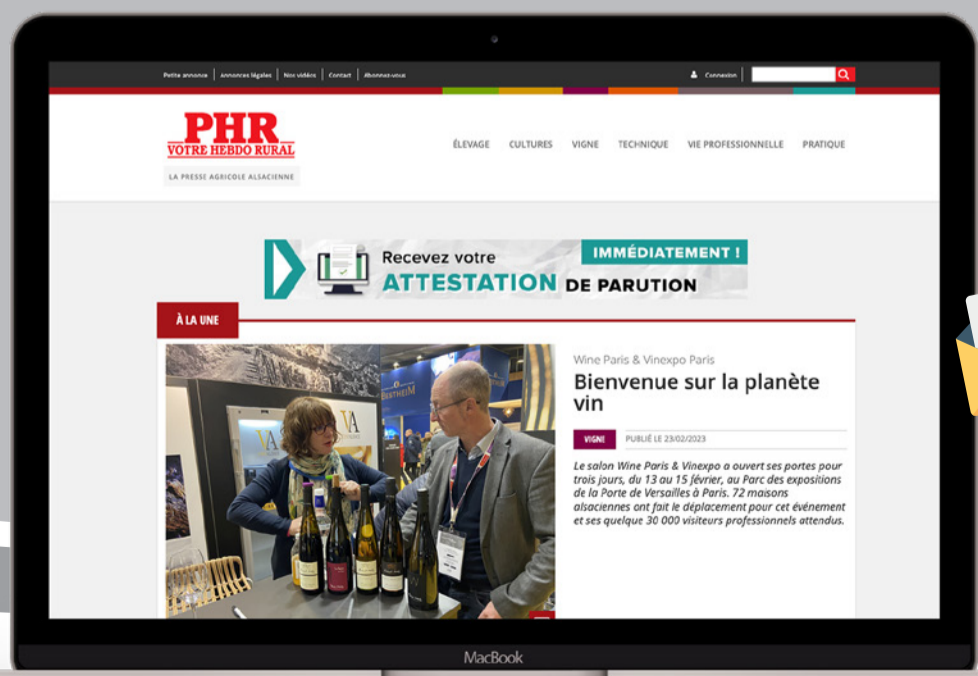 Petite annonce | Annonces légales | Nos vidéos | Contact | Abonnez-vous
Connexion
PHR
VOTRE HEBDO RURAL
LA PRESSE AGRICOLE ALSACIENNE
ÉLEVAGE CULTURES VIGNE TECHNIQUE VIE PROFESSIONNELLE PRATIQUE
Recevez votre
IMMÉDIATEMENT !
ATTESTATION DE PARUTION
À LA UNE
Wine Paris & Vinexpo Paris
Bienvenue sur la planète
vin
VIGNE
PUBLIÉ LE 23/02/2023
Le salon Wine Paris & Vinexpo a ouvert ses portes pour
trois jours, du 13 au 15 février, au Parc des expositions
de la Porte de Versailles à Paris. 72 maisons
alsaciennes ont fait le déplacement pour cet événement
et ses quelque 30 000 visiteurs professionnels attendus.
VA
MacBook